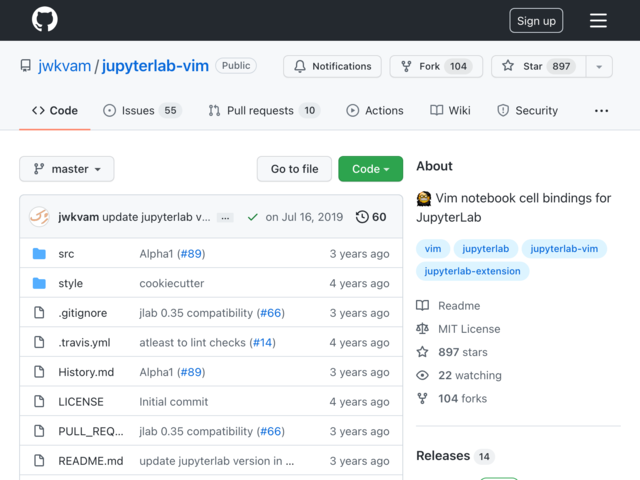 Sign up
jwkvam / jupyterlab-vim Public
Notifications Fork 104 Star 897
Code Issues 55 Pull requests 10 Actions Wiki Security ...
master Go to file Code
jwkvam update jupyterlab v... ... on Jul 16, 2019 60
src Alpha1 (#89) 3 years ago
style cookiecutter 4 years ago
.gitignore jlab 0.35 compatibility (#66) 3 years ago
.travis.yml atleast to lint checks (#14) 4 years ago
History.md Alpha1 (#89) 3 years ago
LICENSE Initial commit 4 years ago
PULL_REQ... jlab 0.35 compatibility (#66) 3 years ago
README.md update jupyterlab version in ... 3 years ago
About
Vim notebook cell bindings for
JupyterLab
vim jupyterlab jupyterlab-vim
jupyterlab-extension
Readme
MIT License
897 stars
22 watching
104 forks
Releases 14